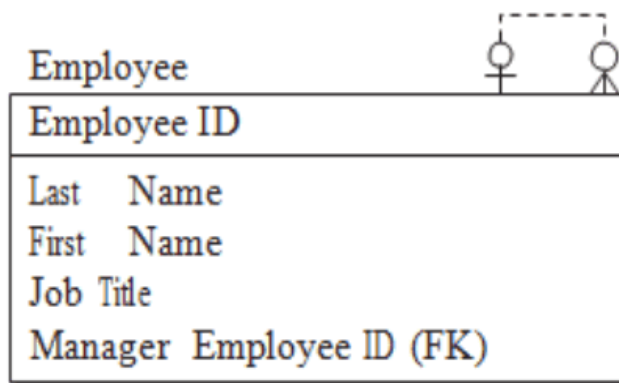 Employee
Employee ID
Last Name
First Name
Job Title
Manager Employee ID (FK)